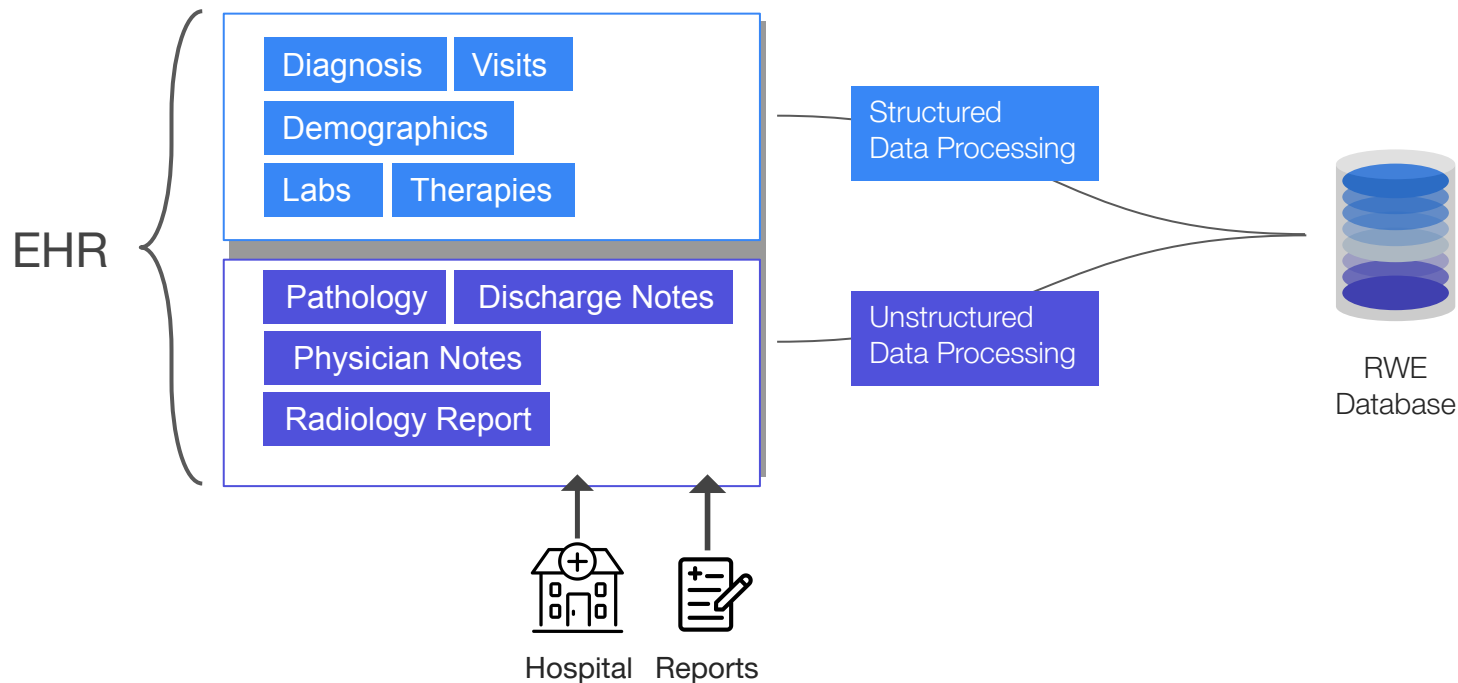 EHR
Diagnosis
Visits
Demographics
Labs
Therapies
Pathology
Discharge Notes
Physician Notes
Radiology Report
Structured
Data Processing
Unstructured
Data Processing
RWE
Database
Hospital
Reports